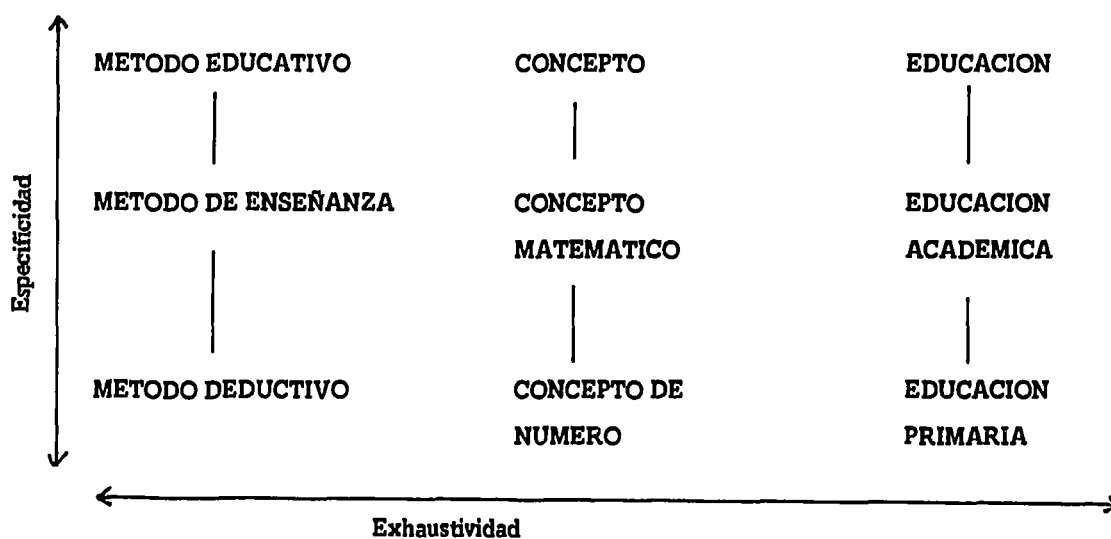 METODO EDUCATIVO
CONCEPTO
EDUCACION
METODO DE ENSEÑANZA
CONCEPTO
MATEMATICO
EDUCACION
ACADEMICA
METODO DEDUCTIVO
CONCEPTO DE
NUMERO
EDUCACION
PRIMARIA
Especificidad
Exhaustividad